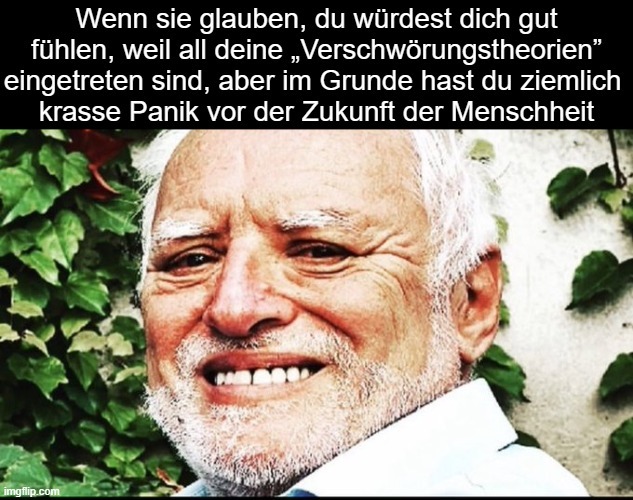 Wenn sie glauben, du würdest dich gut
fühlen, weil all deine „Verschwörungstheorien”
eingetreten sind, aber im Grunde hast du ziemlich
krasse Panik vor der Zukunft der Menschheit
imgflip.com